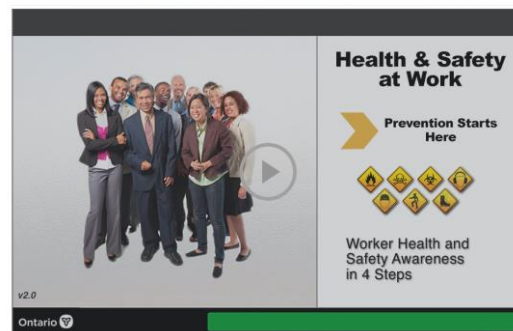 Health & Safety
at Work
Prevention Starts
Here
Worker Health and
Safety Awareness
in 4 Steps
v2.0
Ontario